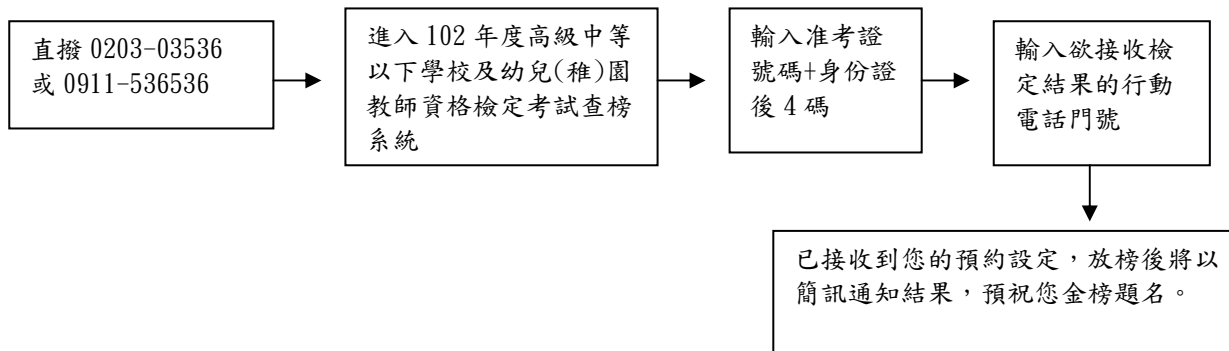 直撥 0203-03536
或 0911-536536
進入 102 年度高級中等
以下學校及幼兒(稚)園
教師資格檢定考試查榜
系統
輸入准考證
號碼+身份證
後 4 碼
輸入欲接收檢
定結果的行動
電話門號
已接收到您的預約設定，放榜後將以
簡訊通知結果，預祝您金榜題名。